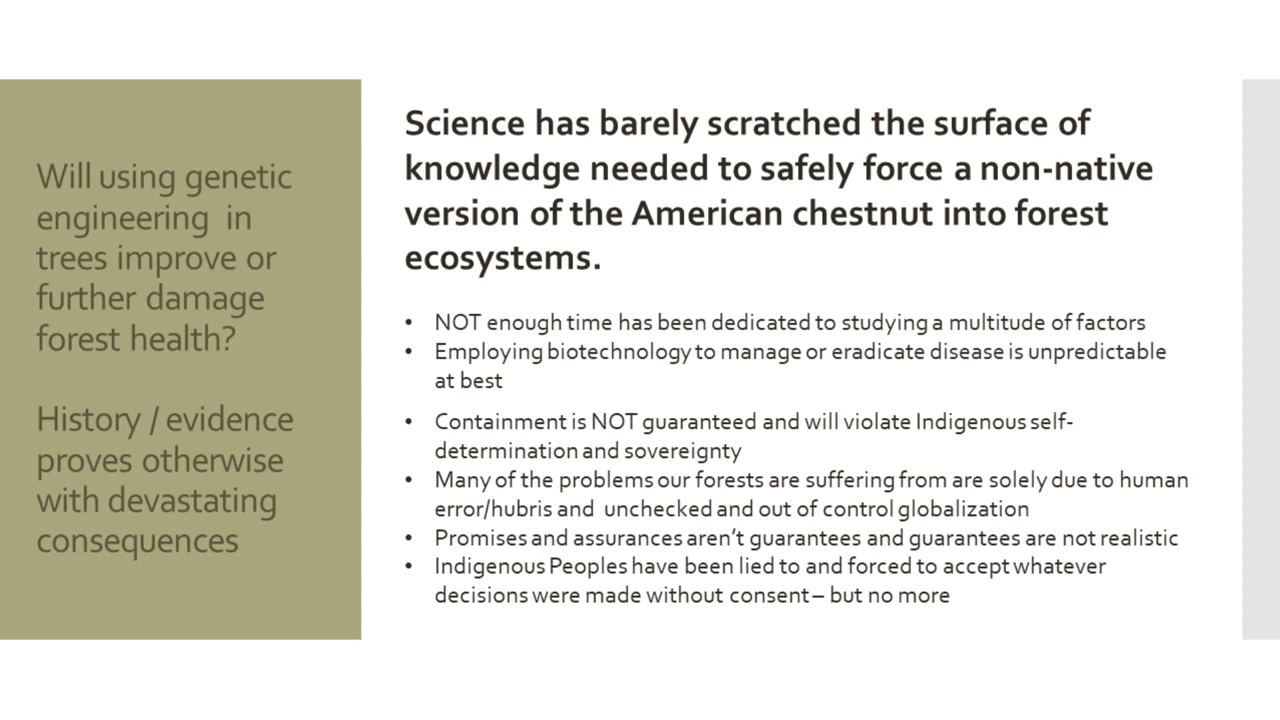 Will using genetic
engineering in
trees improve or
further damage
forest health?
History / evidence
proves otherwise
with devastating
consequences
Science has barely scratched the surface of
knowledge needed to safely force a non-native
version of the American chestnut into forest
ecosystems.
• NOT enough time has been dedicated to studying a multitude of factors
• Employing biotechnology to manage or eradicate disease is unpredictable
at best
• Containment is NOT guaranteed and will violate Indigenous self-
determination and sovereignty
• Many of the problems our forests are suffering from are solely due to human
error/hubris and unchecked and out of control globalization
• Promises and assurances aren’t guarantees and guarantees are not realistic
• Indigenous Peoples have been lied to and forced to accept whatever
decisions were made without consent – but no more